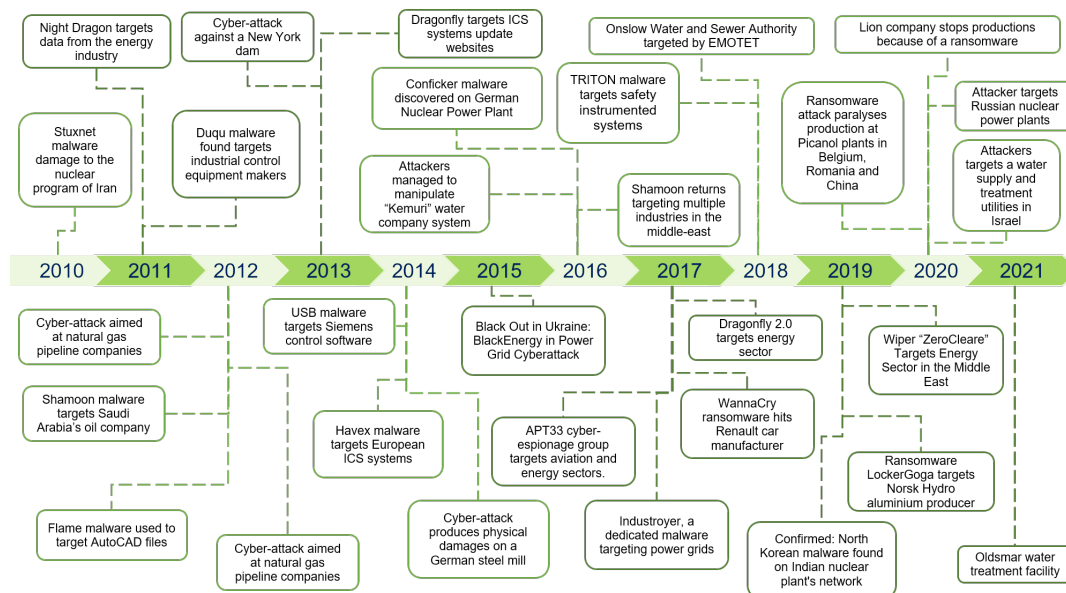 Night Dragon targets
data from the energy
industry
Cyber-attack
against a New York
dam
Dragonfly targets ICS
systems update
websites
Onslow Water and Sewer Authority
targeted by EMOTET
Lion company stops productions
because of a ransomware
Stuxnet
malware
damage to the
nuclear
program of Iran
Duqu malware
found targets
industrial control
equipment makers
Conficker malware
discovered on German
Nuclear Power Plant
TRITON malware
targets safety
instrumented
systems
Ransomware
attack paralyses
production at
Picanol plants in
Belgium,
Romania and
China
Attacker targets
Russian nuclear
power plants
Attackers
managed to
manipulate
“Kemuri” water
company system
Shamoon returns
targeting multiple
industries in the
middle-east
Attackers
targets a water
supply and
treatment
utilities in
Israel
2010 2011 2012 2013 2014 2015 2016 2017 2018 2019 2020 2021
Cyber-attack aimed
at natural gas
pipeline companies
USB malware
targets Siemens
control software
Black Out in Ukraine:
BlackEnergy in Power
Grid Cyberattack
Dragonfly 2.0
targets energy
sector
Wiper “ZeroCleare”
Targets Energy
Sector in the Middle
East
Shamoon malware
targets Saudi
Arabia’s oil company
Havex malware
targets European
ICS systems
APT33 cyber-
espionage group
targets aviation and
energy sectors.
WannaCry
ransomware hits
Renault car
manufacturer
Ransomware
LockerGoga targets
Norsk Hydro
aluminium producer
Flame malware used to
target AutoCAD files
Cyber-attack aimed
at natural gas
pipeline companies
Cyber-attack
produces physical
damages on a
German steel mill
Industroyer, a
dedicated malware
targeting power grids
Confirmed: North
Korean malware found
on Indian nuclear
plant's network
Oldsmar water
treatment facility